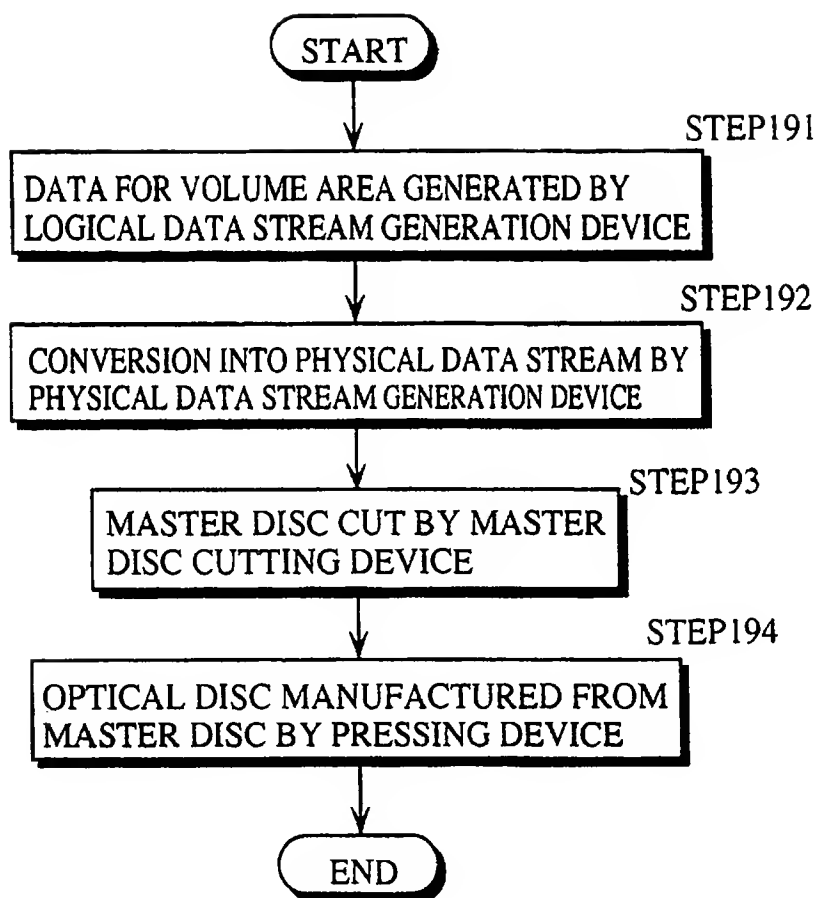 START
STEP191
DATA FOR VOLUME AREA GENERATED BY
LOGICAL DATA STREAM GENERATION DEVICE
STEP192
CONVERSION INTO PHYSICAL DATA STREAM BY
PHYSICAL DATA STREAM GENERATION DEVICE
STEP193
MASTER DISC CUT BY MASTER
DISC CUTTING DEVICE
STEP194
OPTICAL DISC MANUFACTURED FROM
MASTER DISC BY PRESSING DEVICE
END